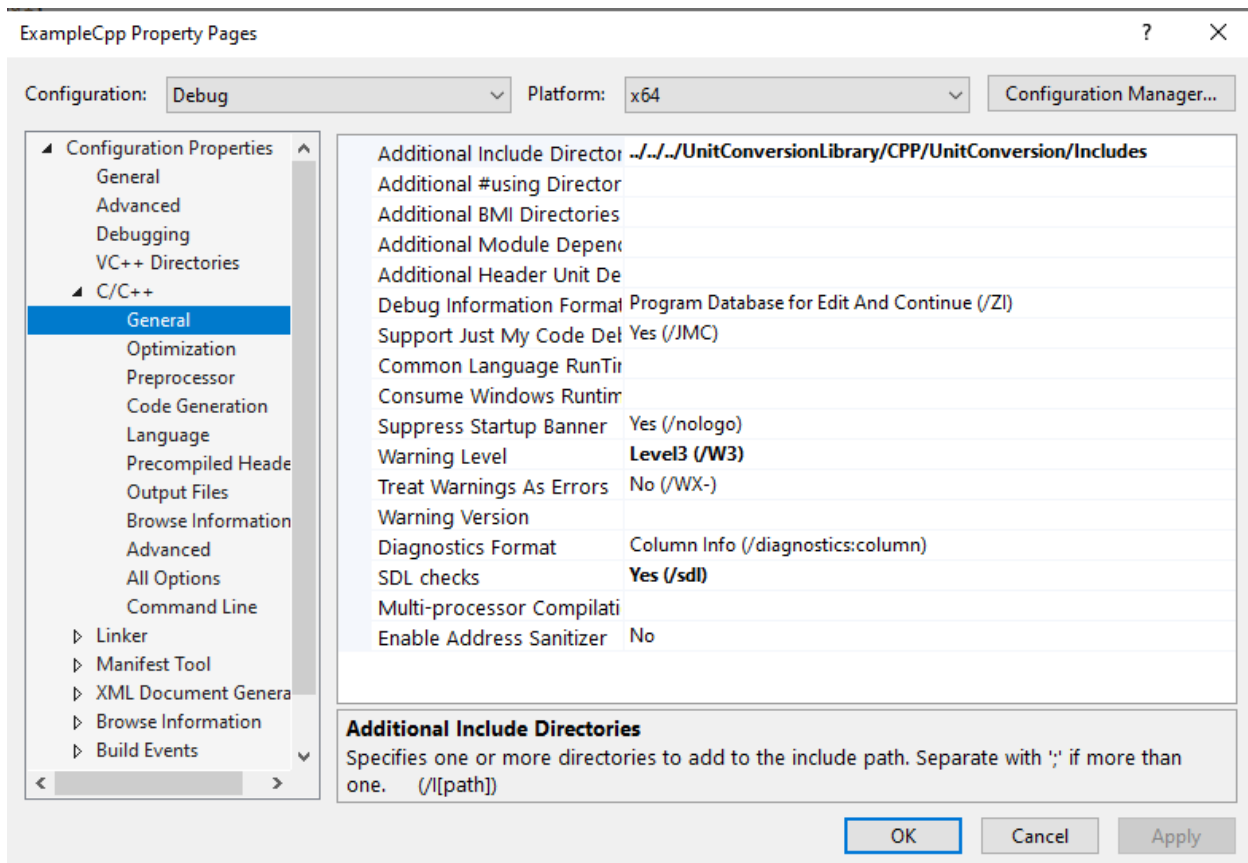 ExampleCpp Property Pages
? ×
Configuration: Debug Platform: x64 Configuration Manager...
Configuration Properties
General
Advanced
Debugging
VC++ Directories
C/C++
General
Optimization
Preprocessor
Code Generation
Language
Precompiled Heade
Output Files
Browse Information
Advanced
All Options
Command Line
Linker
Manifest Tool
XML Document Genera
Browse Information
Build Events
Additional Include Director ../../../UnitConversionLibrary/CPP/UnitConversion/Includes
Additional #using Director
Additional BMI Directories
Additional Module Depend
Additional Header Unit De
Debug Information Format Program Database for Edit And Continue (/ZI)
Support Just My Code Deb Yes (/JMC)
Common Language RunTir
Consume Windows Runtim
Suppress Startup Banner Yes (/nologo)
Warning Level Level3 (/W3)
Treat Warnings As Errors No (/WX-)
Warning Version
Diagnostics Format Column Info (/diagnostics:column)
SDL checks Yes (/sdl)
Multi-processor Compilati
Enable Address Sanitizer No
Additional Include Directories
Specifies one or more directories to add to the include path. Separate with ';' if more than
one. (/I[path])
OK Cancel Apply